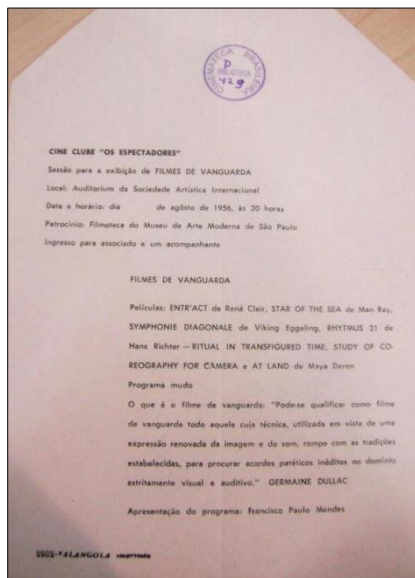 CINEMATECA BRASILEIRA
P
BIBLIOTECA
429
CINE CLUBE "OS ESPECTADORES"
Sessão para a exibição de FILMES DE VANGUARDA
Local: Auditorium da Sociedade Artística Internacional
Data e horário: dia de agôsto de 1956, às 20 horas
Patrocínio: Filmoteca do Museu de Arte Moderna de São Paulo
Ingresso para associado e um acompanhante
FILMES DE VANGUARDA
Películas: ENTR'ACT de René Clair, STAR OF THE SEA de Man Ray,
SYMPHONIE DIAGONALE de Viking Eggeling, RHYTMUS 21 de
Hans Richter — RITUAL IN TRANSFIGURED TIME, STUDY OF CO-
REOGRAPHY FOR CAMERA e AT LAND de Maya Deren
Programa mudo
O que é o filme de vanguarda: "Pode-se qualificar como filme
de vanguarda todo aquele cuja técnica, utilizada em vista de uma
expressão renovada da imagem e do som, rompe com as tradições
estabelecidas, para procurar acordos patéticos inéditos no domínio
estritamente visual e auditivo." GERMAINE DULLAC
Apresentação do programa: Francisco Paulo Mendes